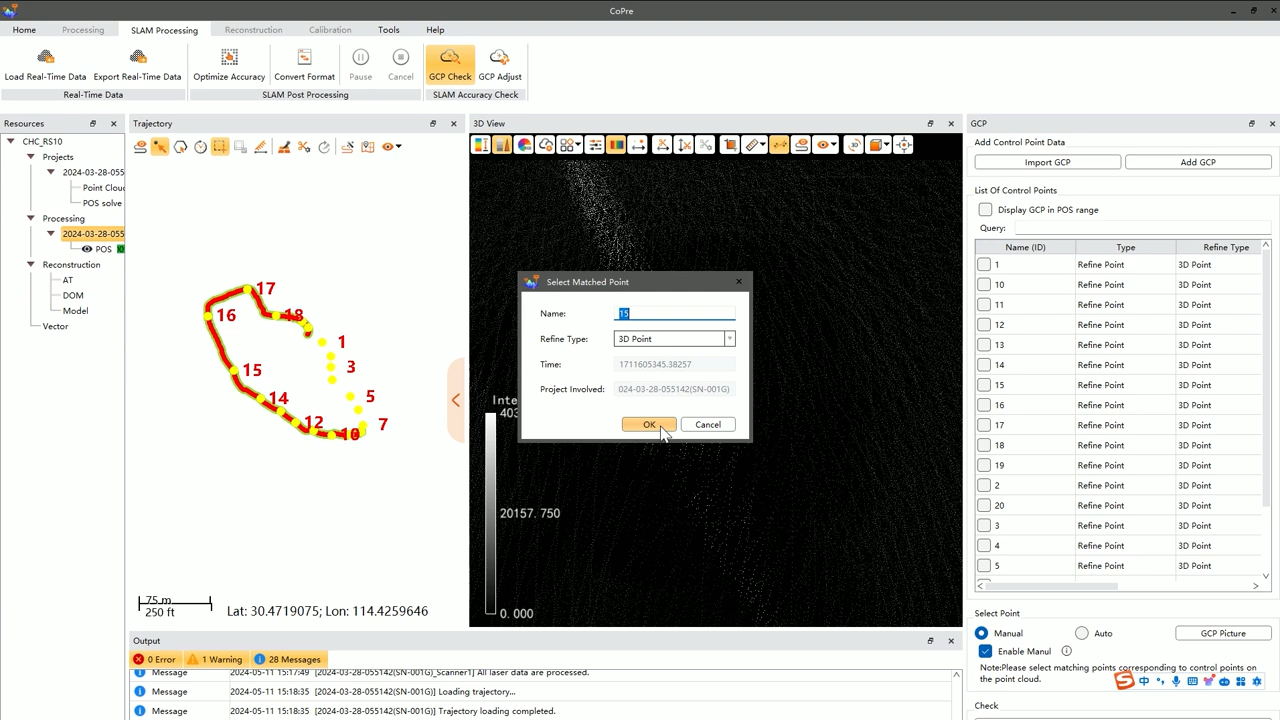 CoPre
Home Processing SLAM Processing Reconstruction Calibration Tools Help
Load Real-Time Data Export Real-Time Data Optimize Accuracy Convert Format Pause Cancel GCP Check GCP Adjust
Real-Time Data SLAM Post Processing SLAM Accuracy Check
Resources
CHC_RS10
Projects
2024-03-28-055
Point Clou
POS solve
Processing
2024-03-28-055
POS
Reconstruction
AT
DOM
Model
Vector
Trajectory
17
16
18
1
3
15
5
14
12
7
10
75 m
250 ft
Lat: 30.4719075; Lon: 114.4259646
3D View
Inte
403
20157.750
0.000
Select Matched Point
Name: 15
Refine Type: 3D Point
Time: 1711605345.38257
Project Involved: 024-03-28-055142(SN-001G)
OK Cancel
Output
0 Error 1 Warning 28 Messages
Message 2024-05-11 15:17:49 [2024-03-28-055142(SN-001G)_Scanner1] All laser data are processed.
Message 2024-05-11 15:18:35 [2024-03-28-055142(SN-001G)] Loading trajectory...
Message 2024-05-11 15:18:35 [2024-03-28-055142(SN-001G)] Trajectory loading completed.
GCP
Add Control Point Data
Import GCP Add GCP
List Of Control Points
Display GCP in POS range
Query:
Name (ID) Type Refine Type
1 Refine Point 3D Point
10 Refine Point 3D Point
11 Refine Point 3D Point
12 Refine Point 3D Point
13 Refine Point 3D Point
14 Refine Point 3D Point
15 Refine Point 3D Point
16 Refine Point 3D Point
17 Refine Point 3D Point
18 Refine Point 3D Point
19 Refine Point 3D Point
2 Refine Point 3D Point
20 Refine Point 3D Point
3 Refine Point 3D Point
4 Refine Point 3D Point
5 Refine Point 3D Point
Select Point
Manual Auto GCP Picture
Enable Manul
Note:Please select matching points corresponding to control points on
the point cloud.
中
Check